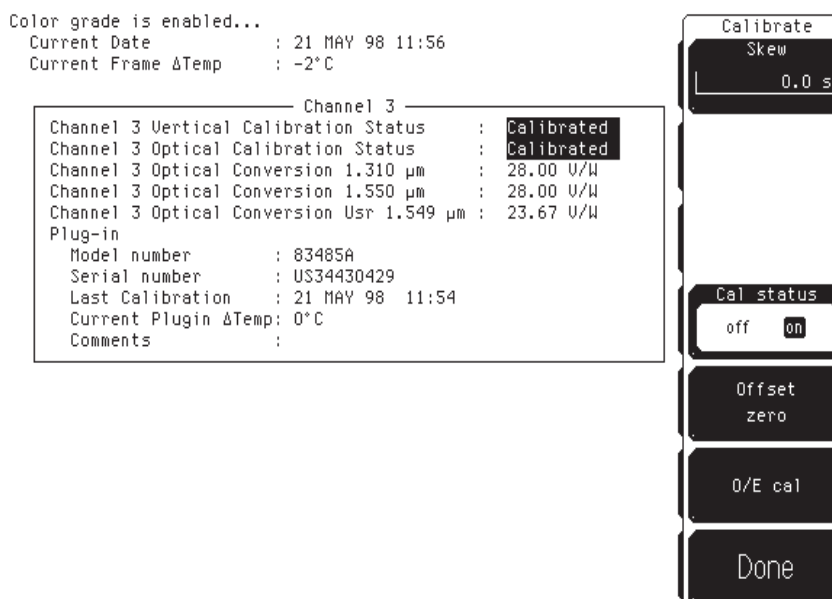 Color grade is enabled...
Current Date : 21 MAY 98 11:56
Current Frame ΔTemp : -2°C
Channel 3
Channel 3 Vertical Calibration Status : Calibrated
Channel 3 Optical Calibration Status : Calibrated
Channel 3 Optical Conversion 1.310 µm : 28.00 V/W
Channel 3 Optical Conversion 1.550 µm : 28.00 V/W
Channel 3 Optical Conversion Usr 1.549 µm : 23.67 V/W
Plug-in
Model number : 83485A
Serial number : US34430429
Last Calibration : 21 MAY 98 11:54
Current Plugin ΔTemp: 0°C
Comments :
Calibrate
Skew
0.0 s
Cal status
off on
Offset
zero
O/E cal
Done